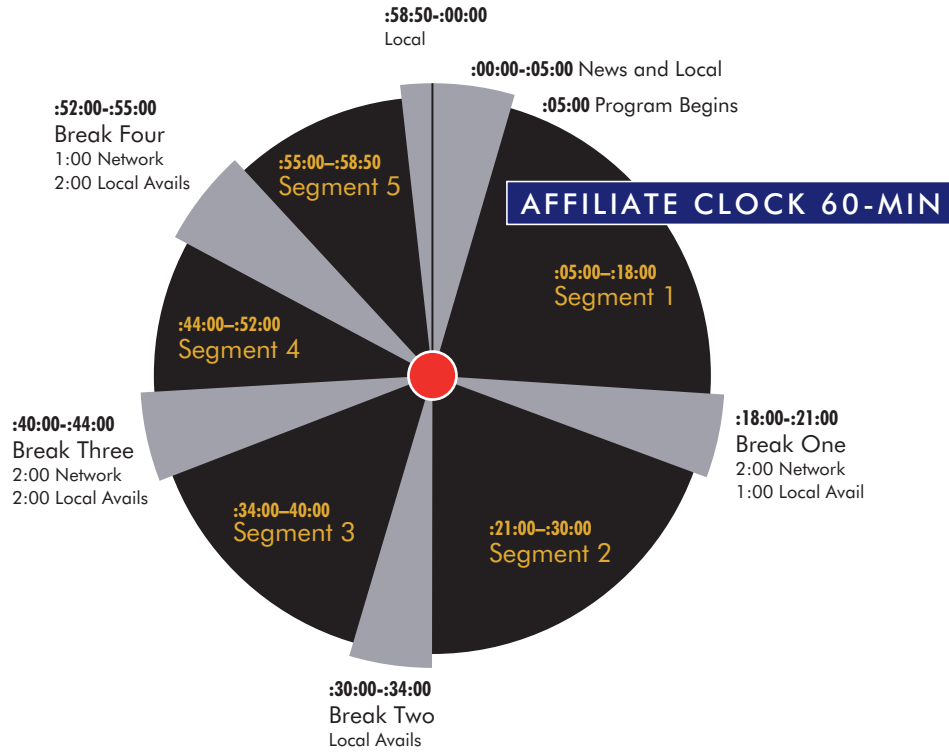 :58:50-:00:00
Local
:00:00-:05:00 News and Local
:05:00 Program Begins
AFFILIATE CLOCK 60-MIN
:05:00–:18:00
Segment 1
:18:00-:21:00
Break One
2:00 Network
1:00 Local Avail
:21:00–:30:00
Segment 2
:30:00-:34:00
Break Two
Local Avails
:34:00–40:00
Segment 3
:40:00-:44:00
Break Three
2:00 Network
2:00 Local Avails
:44:00–:52:00
Segment 4
:52:00-:55:00
Break Four
1:00 Network
2:00 Local Avails
:55:00–:58:50
Segment 5